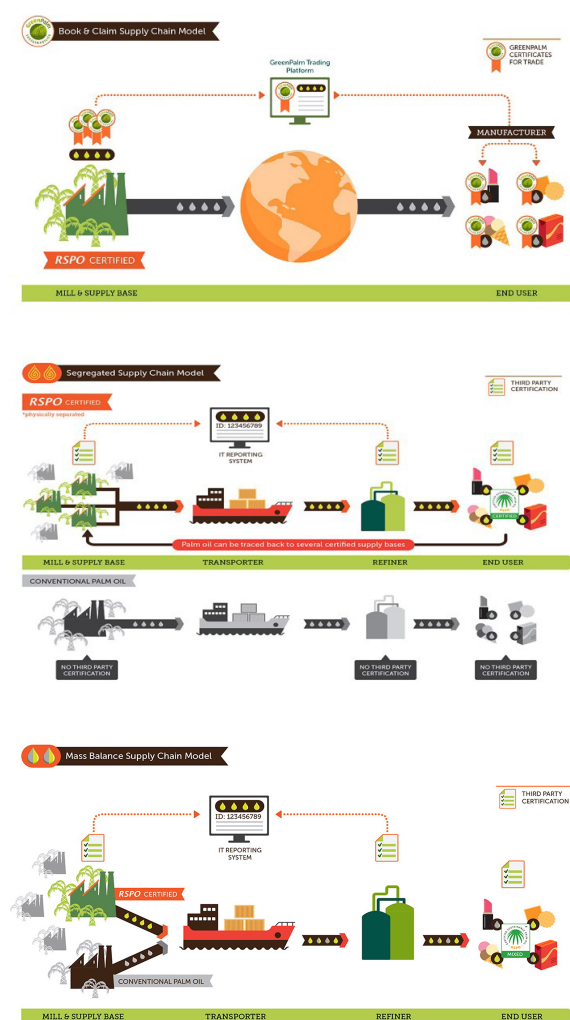 GreenPalm
Book & Claim Supply Chain Model
GREENPALM
CERTIFICATES
FOR TRADE
GreenPalm Trading
Platform
MANUFACTURER
RSPO CERTIFIED
MILL & SUPPLY BASE
END USER
Segregated Supply Chain Model
THIRD PARTY
CERTIFICATION
RSPO CERTIFIED
*physically separated
ID: 123456789
IT REPORTING
SYSTEM
CERTIFIED
Palm oil can be traced back to several certified supply bases
MILL & SUPPLY BASE
TRANSPORTER
REFINER
END USER
CONVENTIONAL PALM OIL
NO THIRD PARTY
CERTIFICATION
NO THIRD PARTY
CERTIFICATION
NO THIRD PARTY
CERTIFICATION
Mass Balance Supply Chain Model
THIRD PARTY
CERTIFICATION
ID: 123456789
IT REPORTING
SYSTEM
RSPO CERTIFIED
MIXED
CONVENTIONAL PALM OIL
MILL & SUPPLY BASE
TRANSPORTER
REFINER
END USER